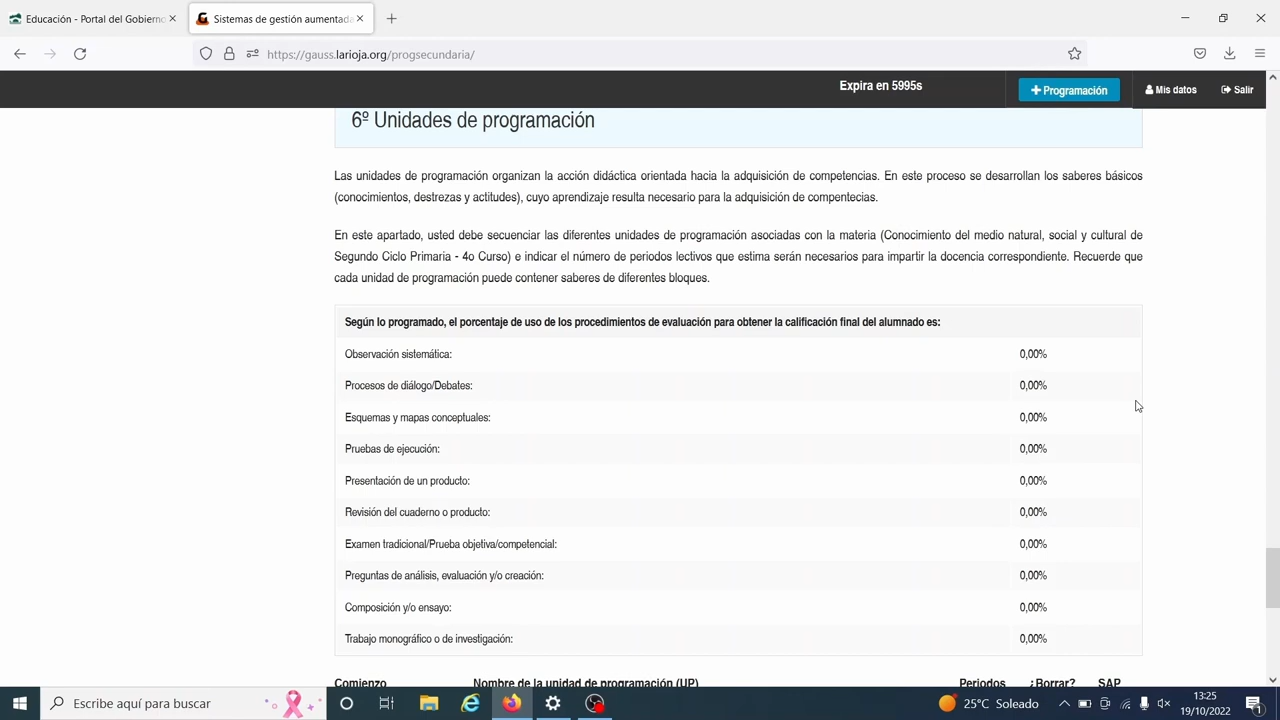 Educación - Portal del Gobierno
Sistemas de gestión aumentada
https://gauss.larioja.org/progsecundaria/
Expira en 5995s
Programación
Mis datos
Salir
6º Unidades de programación
Las unidades de programación organizan la acción didáctica orientada hacia la adquisición de competencias. En este proceso se desarrollan los saberes básicos
(conocimientos, destrezas y actitudes), cuyo aprendizaje resulta necesario para la adquisición de compentecias.
En este apartado, usted debe secuenciar las diferentes unidades de programación asociadas con la materia (Conocimiento del medio natural, social y cultural de
Segundo Ciclo Primaria - 4o Curso) e indicar el número de periodos lectivos que estima serán necesarios para impartir la docencia correspondiente. Recuerde que
cada unidad de programación puede contener saberes de diferentes bloques.
Según lo programado, el porcentaje de uso de los procedimientos de evaluación para obtener la calificación final del alumnado es:
Observación sistemática: 0,00%
Procesos de diálogo/Debates: 0,00%
Esquemas y mapas conceptuales: 0,00%
Pruebas de ejecución: 0,00%
Presentación de un producto: 0,00%
Revisión del cuaderno o producto: 0,00%
Examen tradicional/Prueba objetiva/competencial: 0,00%
Preguntas de análisis, evaluación y/o creación: 0,00%
Composición y/o ensayo: 0,00%
Trabajo monográfico o de investigación: 0,00%
Comienzo Nombre de la unidad de programación (UP) Periodos ¿Borrar? SAP
Escribe aquí para buscar
25°C Soleado
13:25
19/10/2022
1